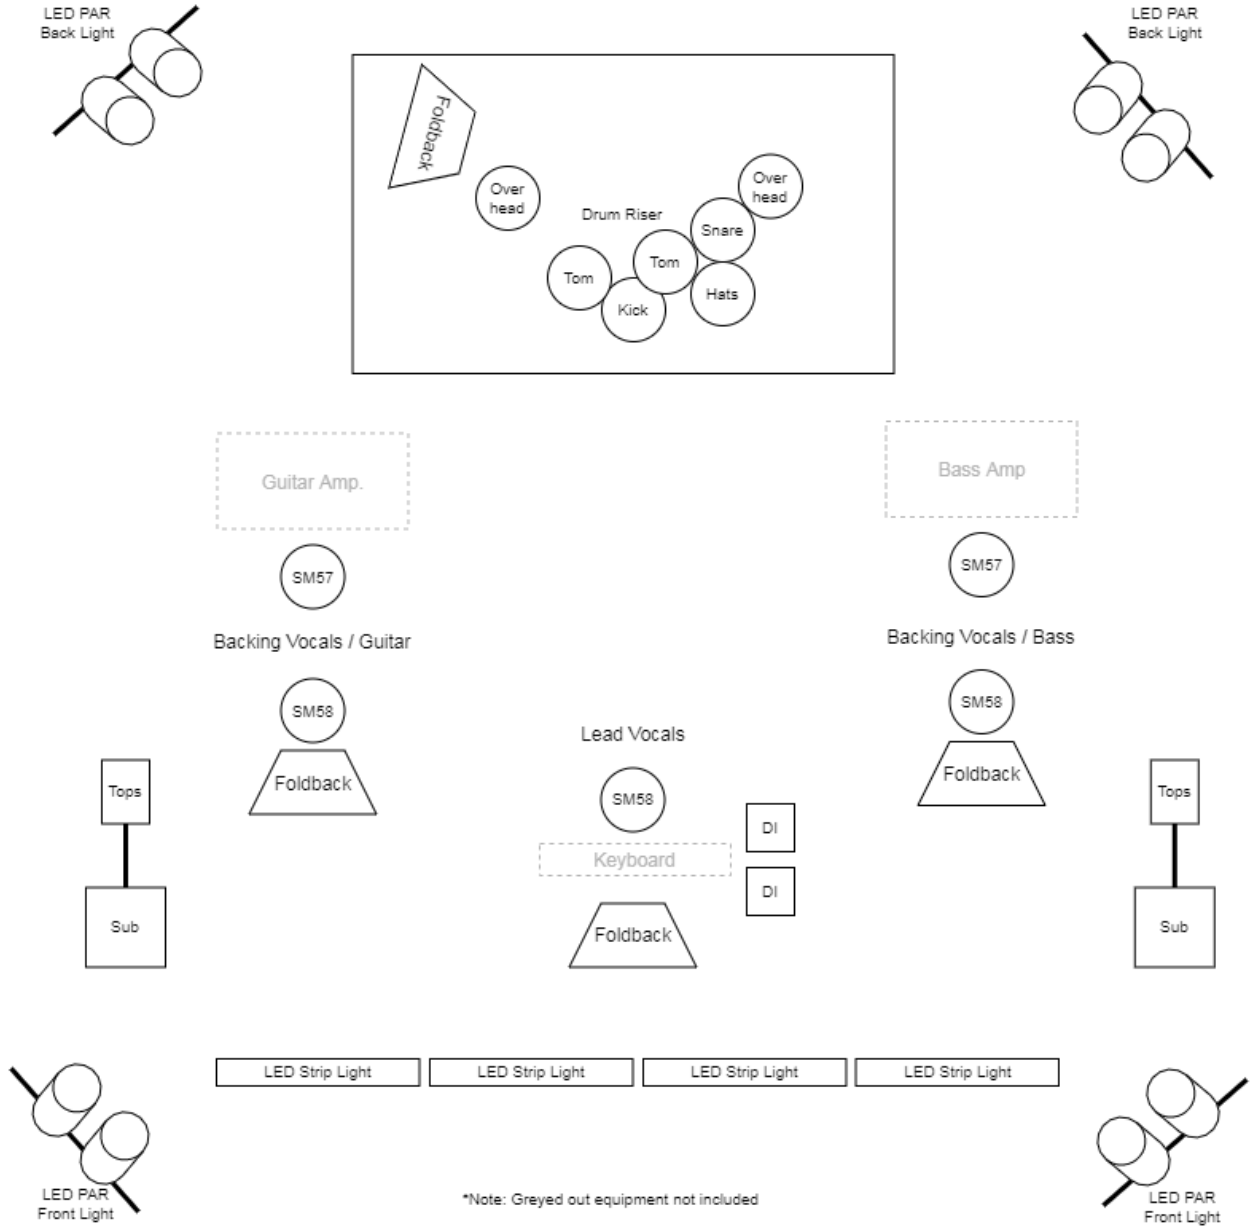 LED PAR
Back Light
LED PAR
Back Light
Foldback
Over
head
Over
head
Drum Riser
Snare
Tom
Tom
Hats
Kick
Guitar Amp.
Bass Amp
SM57
SM57
Backing Vocals / Guitar
Backing Vocals / Bass
SM58
SM58
Lead Vocals
Foldback
Foldback
Tops
SM58
Tops
DI
Keyboard
DI
Sub
Foldback
Sub
LED Strip Light
LED Strip Light
LED Strip Light
LED Strip Light
LED PAR
Front Light
*Note: Greyed out equipment not included
LED PAR
Front Light